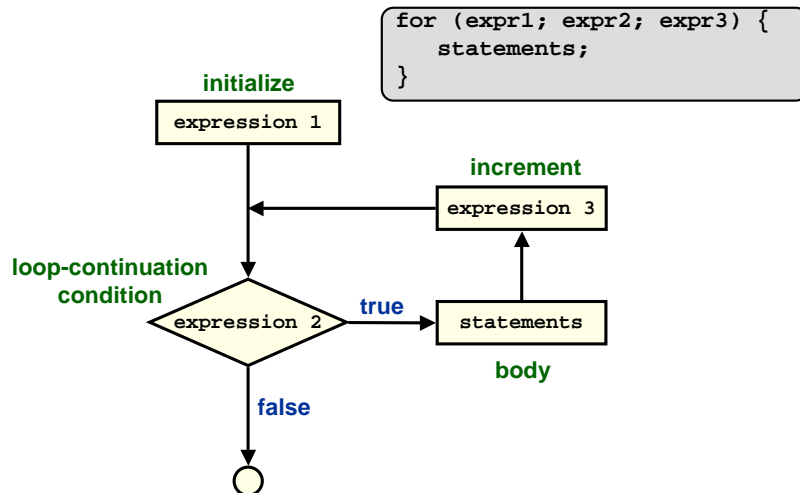 for (expr1; expr2; expr3) {
statements;
}
initialize
expression 1
increment
expression 3
loop-continuation
condition
expression 2
true
statements
body
false